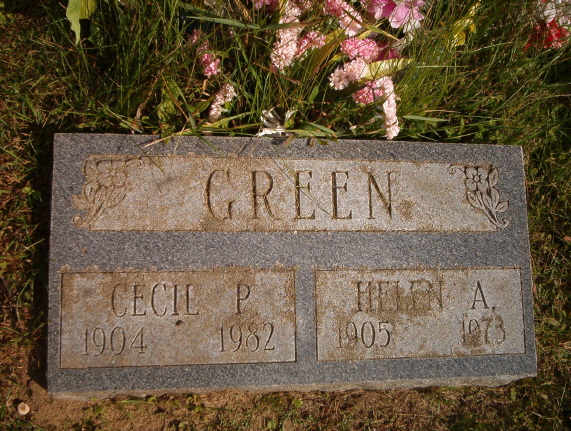 GREEN
CECIL P
1904 1982
HELEN A.
1905 1973